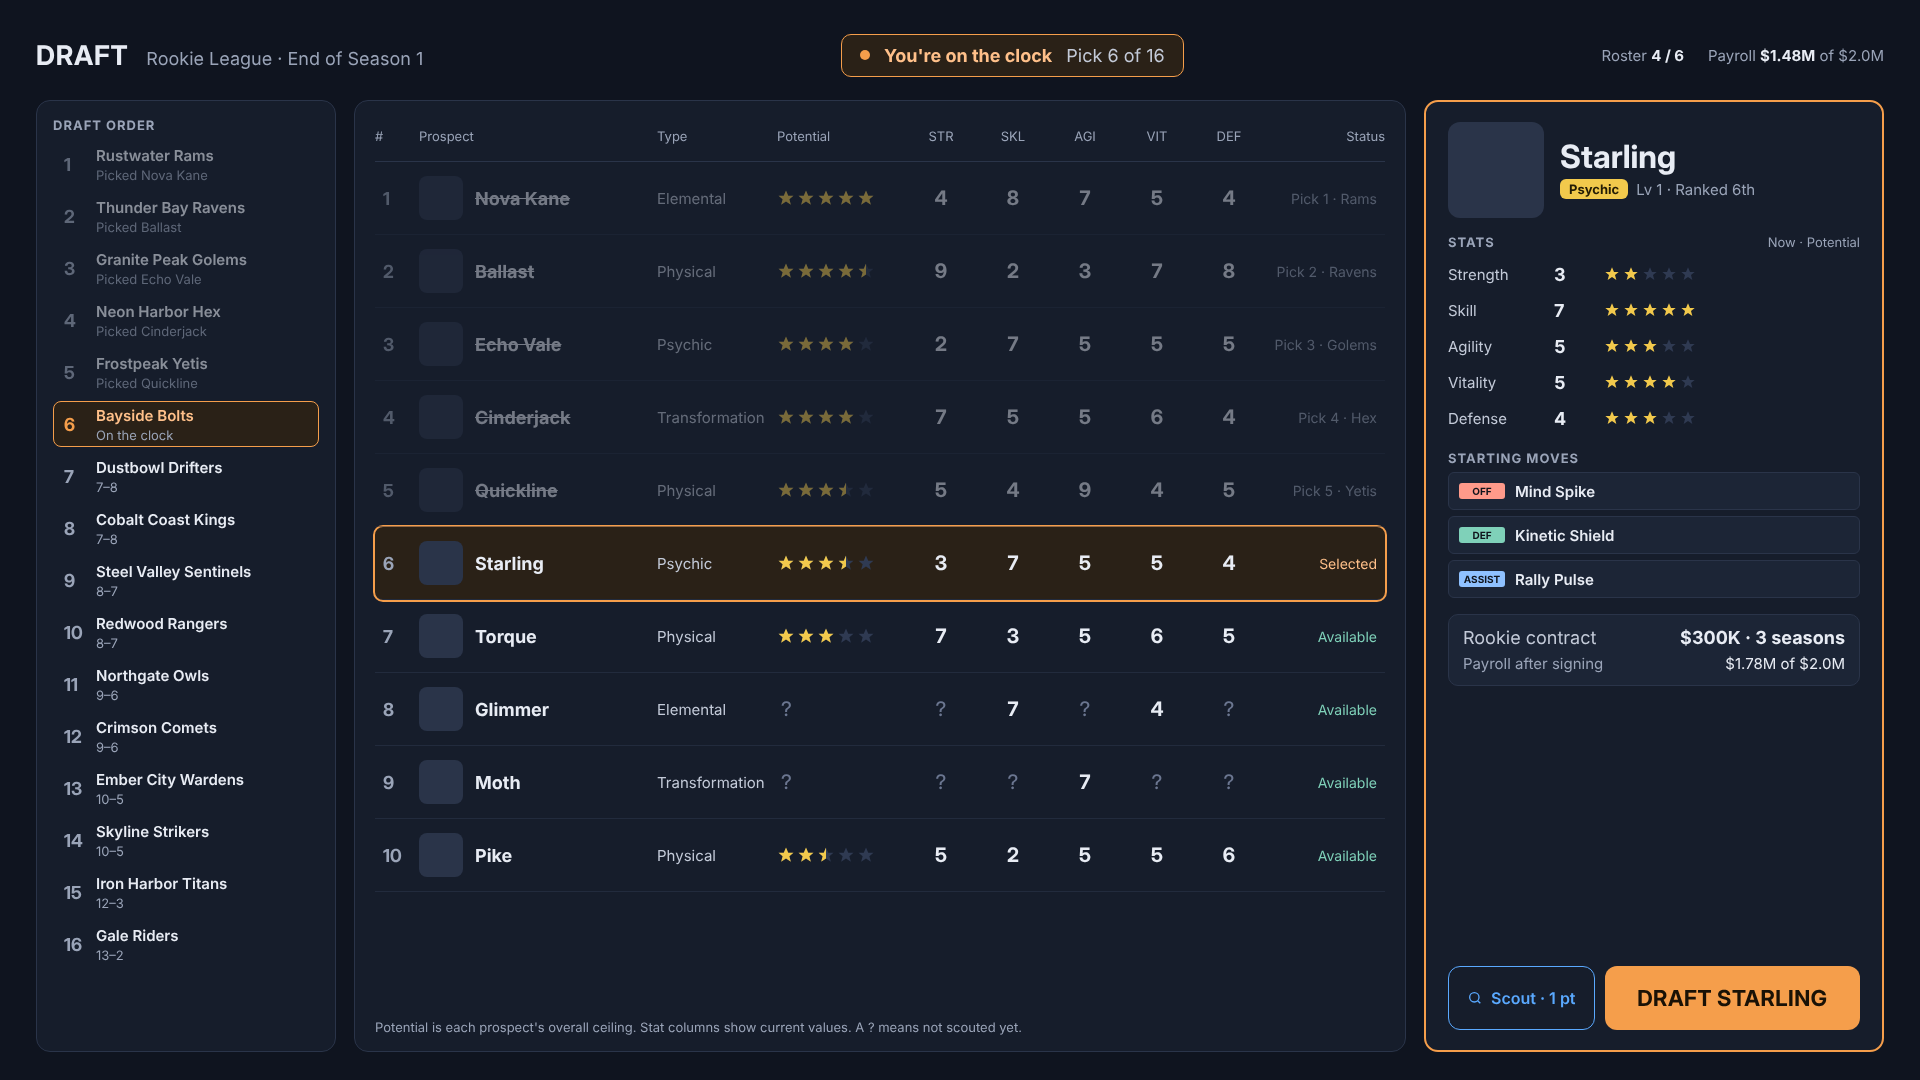 DRAFT Rookie League · End of Season 1
You're on the clock Pick 6 of 16
Roster 4 / 6 Payroll $1.48M of $2.0M
DRAFT ORDER
1 Rustwater Rams
Picked Nova Kane
2 Thunder Bay Ravens
Picked Ballast
3 Granite Peak Golems
Picked Echo Vale
4 Neon Harbor Hex
Picked Cinderjack
5 Frostpeak Yetis
Picked Quickline
6 Bayside Bolts
On the clock
7 Dustbowl Drifters
7–8
8 Cobalt Coast Kings
7–8
9 Steel Valley Sentinels
8–7
10 Redwood Rangers
8–7
11 Northgate Owls
9–6
12 Crimson Comets
9–6
13 Ember City Wardens
10–5
14 Skyline Strikers
10–5
15 Iron Harbor Titans
12–3
16 Gale Riders
13–2
# Prospect Type Potential STR SKL AGI VIT DEF Status
1 Nova Kane Elemental 4 8 7 5 4 Pick 1 · Rams
2 Ballast Physical 9 2 3 7 8 Pick 2 · Ravens
3 Echo Vale Psychic 2 7 5 5 5 Pick 3 · Golems
4 Cinderjack Transformation 7 5 5 6 4 Pick 4 · Hex
5 Quickline Physical 5 4 9 4 5 Pick 5 · Yetis
6 Starling Psychic 3 7 5 5 4 Selected
7 Torque Physical 7 3 5 6 5 Available
8 Glimmer Elemental ? ? 7 ? 4 ? Available
9 Moth Transformation ? ? ? 7 ? ? Available
10 Pike Physical 5 2 5 5 6 Available
Potential is each prospect's overall ceiling. Stat columns show current values. A ? means not scouted yet.
Starling
Psychic Lv 1 · Ranked 6th
STATS Now · Potential
Strength 3
Skill 7
Agility 5
Vitality 5
Defense 4
STARTING MOVES
OFF Mind Spike
DEF Kinetic Shield
ASSIST Rally Pulse
Rookie contract $300K · 3 seasons
Payroll after signing $1.78M of $2.0M
Scout · 1 pt
DRAFT STARLING